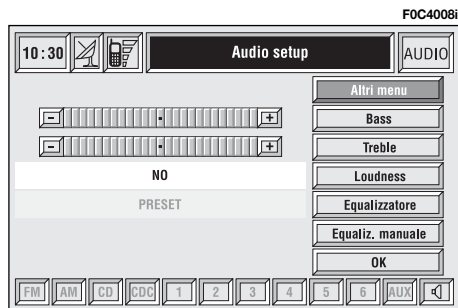 F0C4008i
10:30 Audio setup AUDIO
Altri menu
- + Bass
- + Treble
NO Loudness
PRESET Equalizzatore
Equaliz. manuale
OK
FM AM CD CDC 1 2 3 4 5 6 AUX